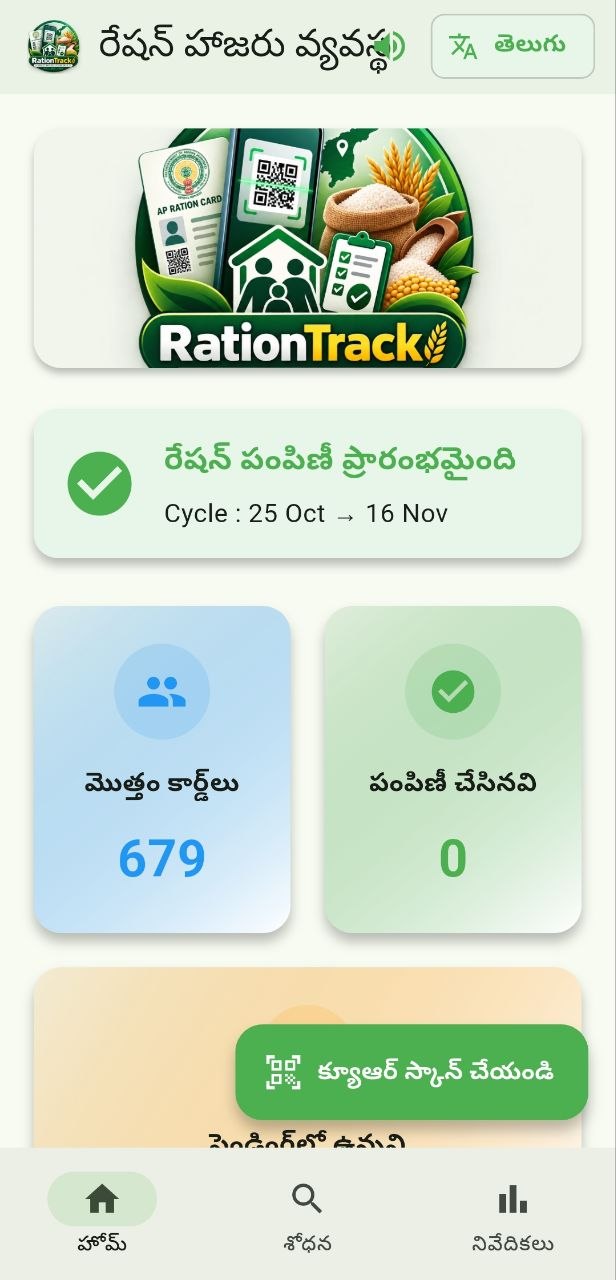 RationTrack
రేషన్ హాజరు వ్యవస్థ
తెలుగు
AP RATION CARD
RationTrack
రేషన్ పంపిణీ ప్రారంభమైంది
Cycle : 25 Oct → 16 Nov
మొత్తం కార్డ్‌లు
679
పంపిణీ చేసినవి
0
క్యూఆర్ స్కాన్ చేయండి
హోమ్
శోధన
నివేదికలు